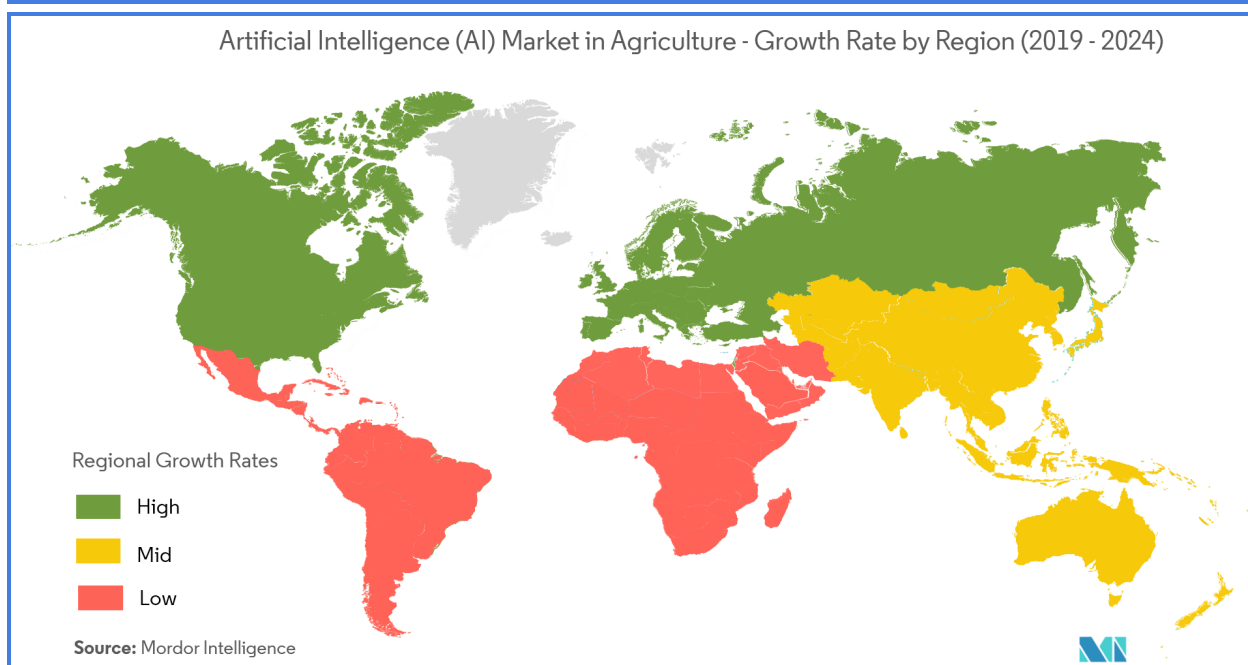 Artificial Intelligence (AI) Market in Agriculture - Growth Rate by Region (2019 - 2024)
Regional Growth Rates
High
Mid
Low
Source: Mordor Intelligence